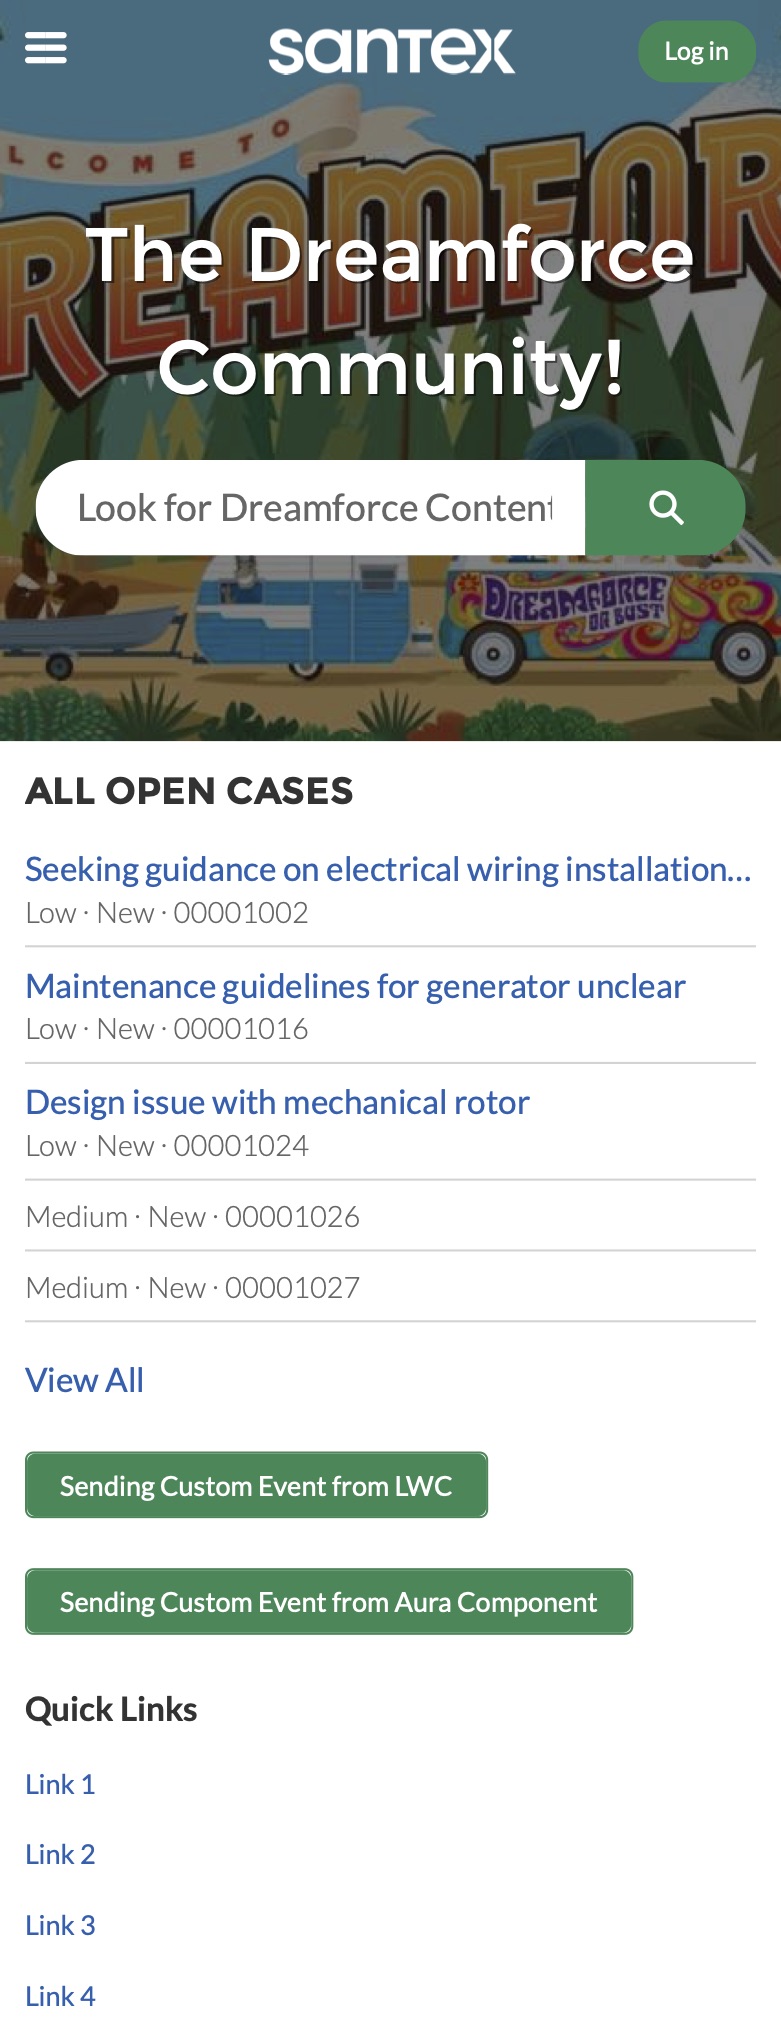 santex
Log in
LCOME TO
REAMFOR
The Dreamforce
Community!
Look for Dreamforce Content
DREAMFORCE
OR BUST
ALL OPEN CASES
Seeking guidance on electrical wiring installation...
Low · New · 00001002
Maintenance guidelines for generator unclear
Low · New · 00001016
Design issue with mechanical rotor
Low · New · 00001024
Medium · New · 00001026
Medium · New · 00001027
View All
Sending Custom Event from LWC
Sending Custom Event from Aura Component
Quick Links
Link 1
Link 2
Link 3
Link 4